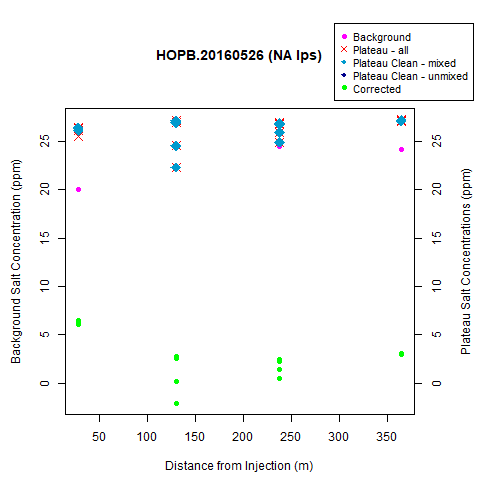 HOPB.20160526 (NA lps)
Background
Plateau - all
Plateau Clean - mixed
Plateau Clean - unmixed
Corrected
Background Salt Concentration (ppm)
25
20
15
10
5
0
Plateau Salt Concentrations (ppm)
25
20
15
10
5
0
50 100 150 200 250 300 350
Distance from Injection (m)